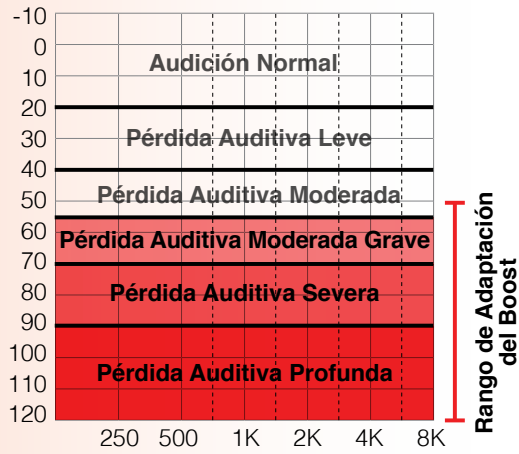 -10
0
10
20
30
40
50
60
70
80
90
100
110
120
Audición Normal
Pérdida Auditiva Leve
Pérdida Auditiva Moderada
Pérdida Auditiva Moderada Grave
Pérdida Auditiva Severa
Pérdida Auditiva Profunda
250 500 1K 2K 4K 8K
Rango de Adaptación
del Boost